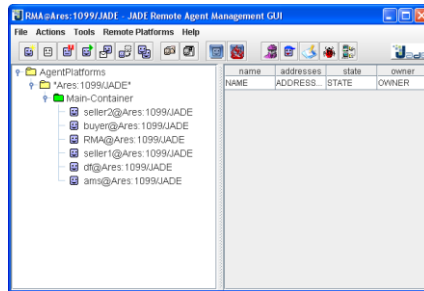 RMA@Ares:1099/JADE - JADE Remote Agent Management GUI
File Actions Tools Remote Platforms Help
Jade
name addresses state owner
NAME ADDRESS... STATE OWNER
AgentPlatforms
"Ares:1099/JADE"
Main-Container
seller2@Ares:1099/JADE
buyer@Ares:1099/JADE
RMA@Ares:1099/JADE
seller1@Ares:1099/JADE
df@Ares:1099/JADE
ams@Ares:1099/JADE